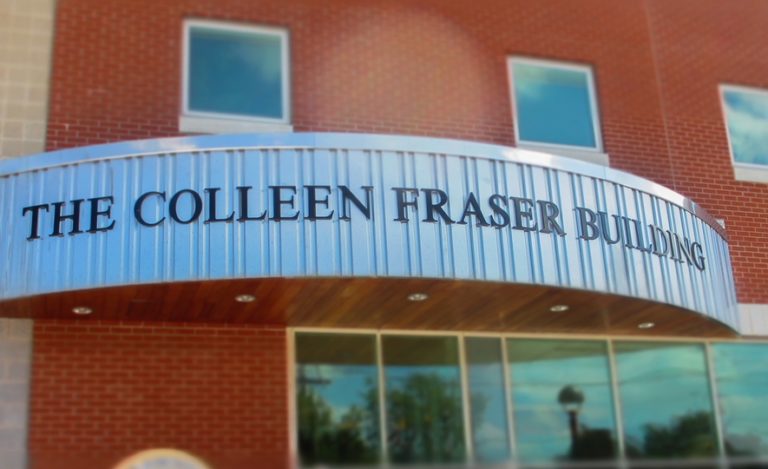 THE COLLEEN FRASER BUILDING